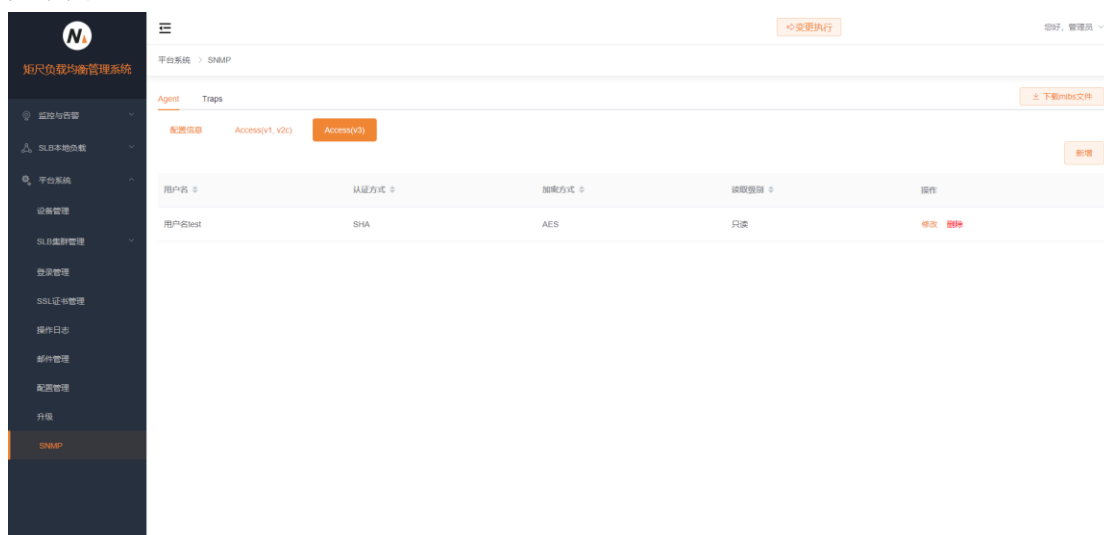 变更执行
您好，管理员
矩尺负载均衡管理系统
平台系统 > SNMP
Agent Traps
下载mibs文件
配置信息 Access(v1, v2c) Access(v3)
新增
监控与告警
SLB本地负载
平台系统
设备管理
SLB集群管理
登录管理
SSL证书管理
操作日志
邮件管理
配置管理
升级
SNMP
用户名 认证方式 加密方式 读取级别 操作
用户名test SHA AES 只读 修改 删除